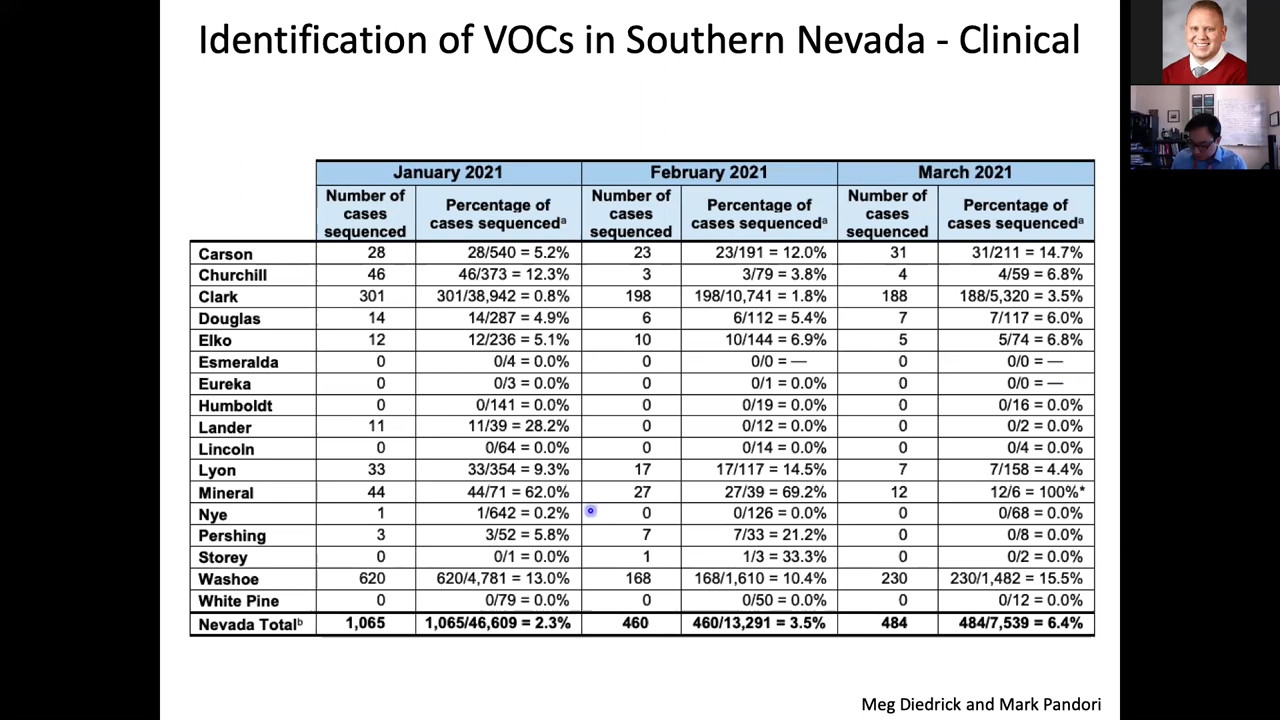 Identification of VOCs in Southern Nevada - Clinical
January 2021 February 2021 March 2021
Number of cases sequenced Percentage of cases sequencedᵃ Number of cases sequenced Percentage of cases sequencedᵃ Number of cases sequenced Percentage of cases sequencedᵃ
Carson 28 28/540 = 5.2% 23 23/191 = 12.0% 31 31/211 = 14.7%
Churchill 46 46/373 = 12.3% 3 3/79 = 3.8% 4 4/59 = 6.8%
Clark 301 301/38,942 = 0.8% 198 198/10,741 = 1.8% 188 188/5,320 = 3.5%
Douglas 14 14/287 = 4.9% 6 6/112 = 5.4% 7 7/117 = 6.0%
Elko 12 12/236 = 5.1% 10 10/144 = 6.9% 5 5/74 = 6.8%
Esmeralda 0 0/4 = 0.0% 0 0/0 = — 0 0/0 = —
Eureka 0 0/3 = 0.0% 0 0/1 = 0.0% 0 0/0 = —
Humboldt 0 0/141 = 0.0% 0 0/19 = 0.0% 0 0/16 = 0.0%
Lander 11 11/39 = 28.2% 0 0/12 = 0.0% 0 0/2 = 0.0%
Lincoln 0 0/64 = 0.0% 0 0/14 = 0.0% 0 0/4 = 0.0%
Lyon 33 33/354 = 9.3% 17 17/117 = 14.5% 7 7/158 = 4.4%
Mineral 44 44/71 = 62.0% 27 27/39 = 69.2% 12 12/6 = 100%*
Nye 1 1/642 = 0.2% 0 0/126 = 0.0% 0 0/68 = 0.0%
Pershing 3 3/52 = 5.8% 7 7/33 = 21.2% 0 0/8 = 0.0%
Storey 0 0/1 = 0.0% 1 1/3 = 33.3% 0 0/2 = 0.0%
Washoe 620 620/4,781 = 13.0% 168 168/1,610 = 10.4% 230 230/1,482 = 15.5%
White Pine 0 0/79 = 0.0% 0 0/50 = 0.0% 0 0/12 = 0.0%
Nevada Totalᵇ 1,065 1,065/46,609 = 2.3% 460 460/13,291 = 3.5% 484 484/7,539 = 6.4%
Meg Diedrick and Mark Pandori